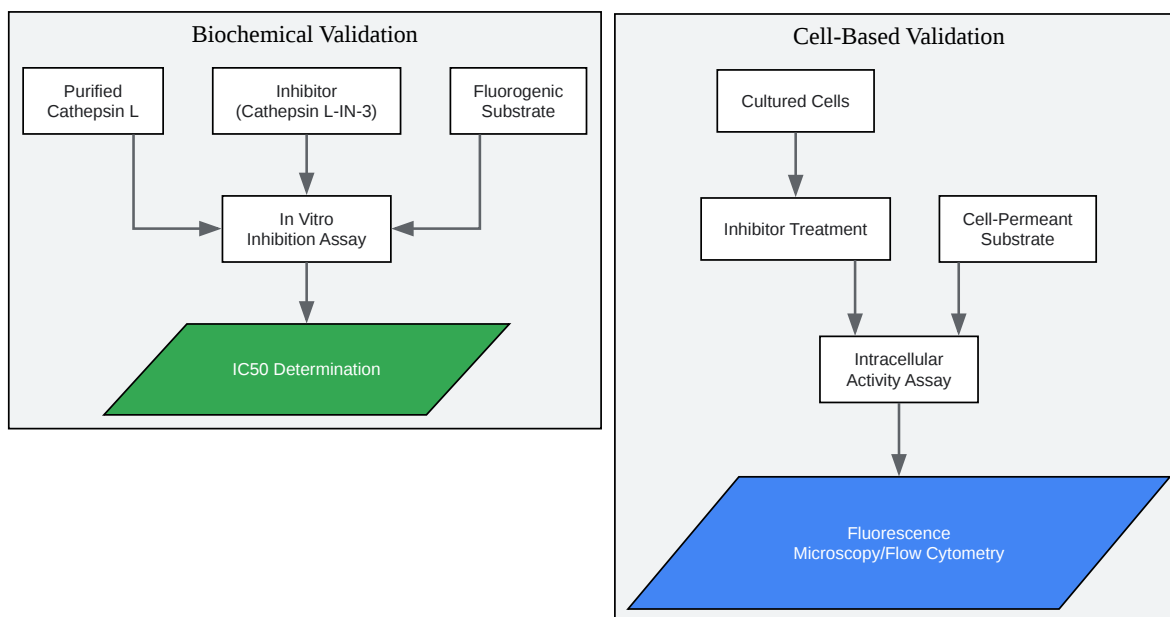 Biochemical Validation
Purified
Cathepsin L
Inhibitor
(Cathepsin L-IN-3)
Fluorogenic
Substrate
In Vitro
Inhibition Assay
IC50 Determination
Cell-Based Validation
Cultured Cells
Inhibitor Treatment
Cell-Permeant
Substrate
Intracellular
Activity Assay
Fluorescence
Microscopy/Flow Cytometry